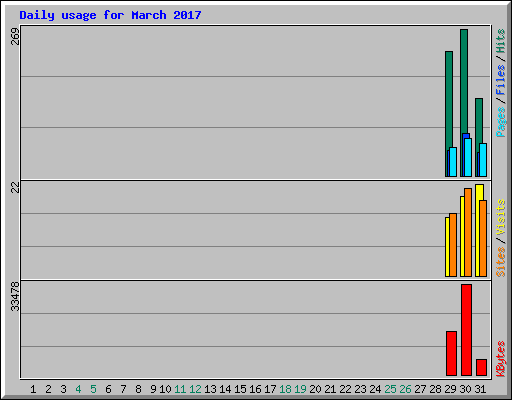 Daily usage for March 2017
269
22
33478
Pages / Files / Hits
Sites / Visits
KBytes
1 2 3 4 5 6 7 8 9 10 11 12 13 14 15 16 17 18 19 20 21 22 23 24 25 26 27 28 29 30 31